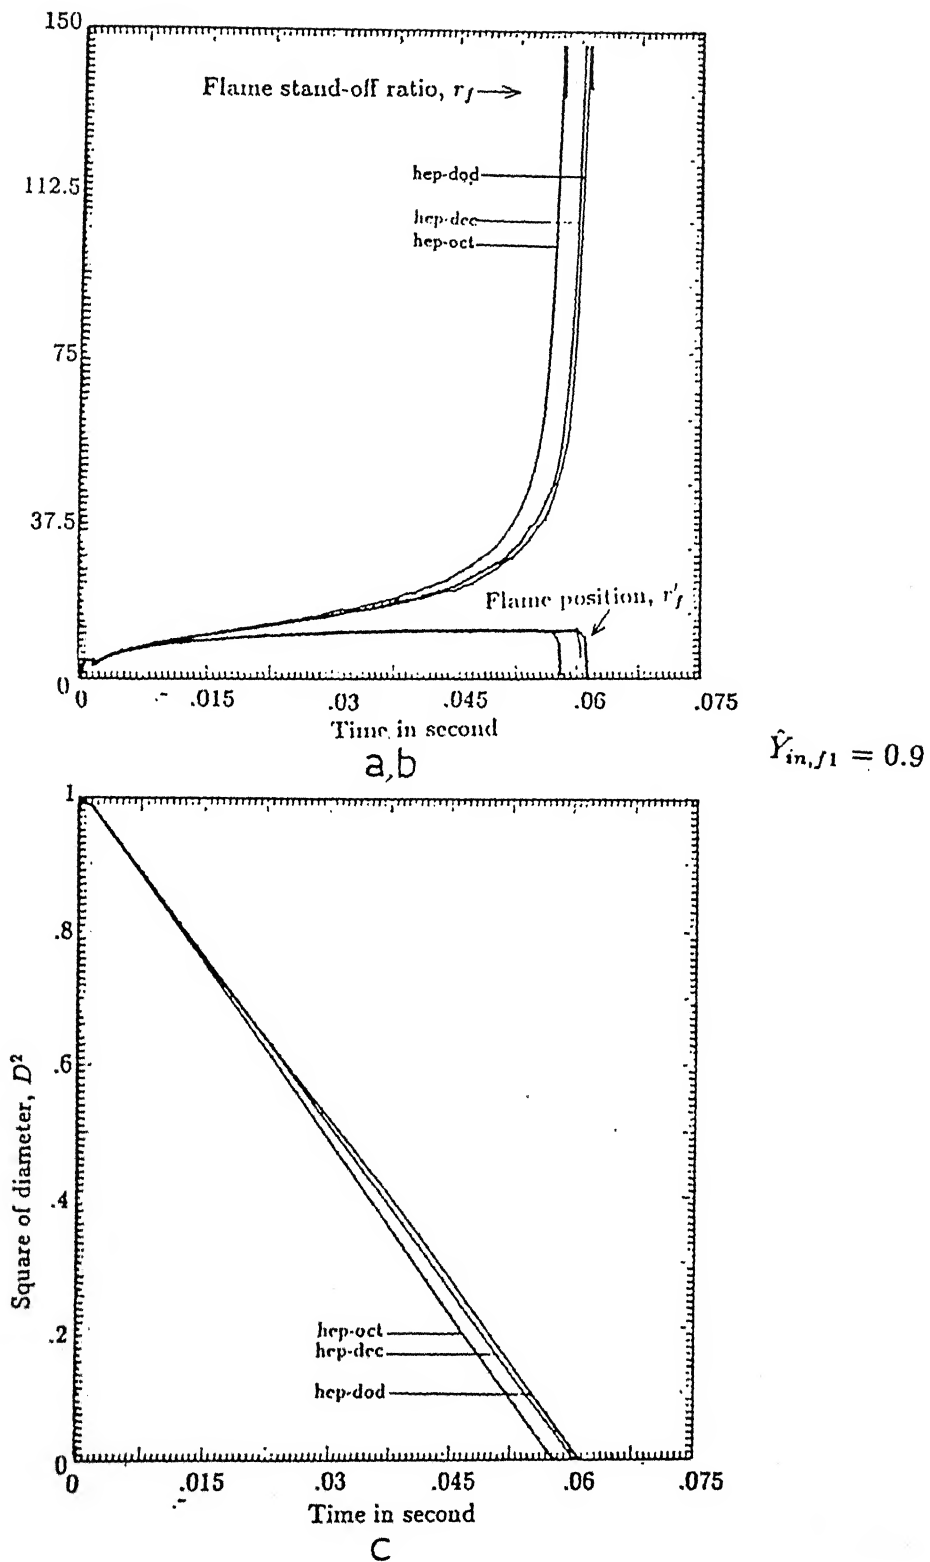 150
Flame stand-off ratio, r_f
hep-dod
112.5
hep-dec
hep-oct
75
37.5
Flame position, r'_f
0
0 .015 .03 .045 .06 .075
Time in second
a,b
Ŷ_{in,f1} = 0.9
1
.8
.6
Square of diameter, D²
.4
.2
hep-oct
hep-dec
hep-dod
0
0 .015 .03 .045 .06 .075
Time in second
c